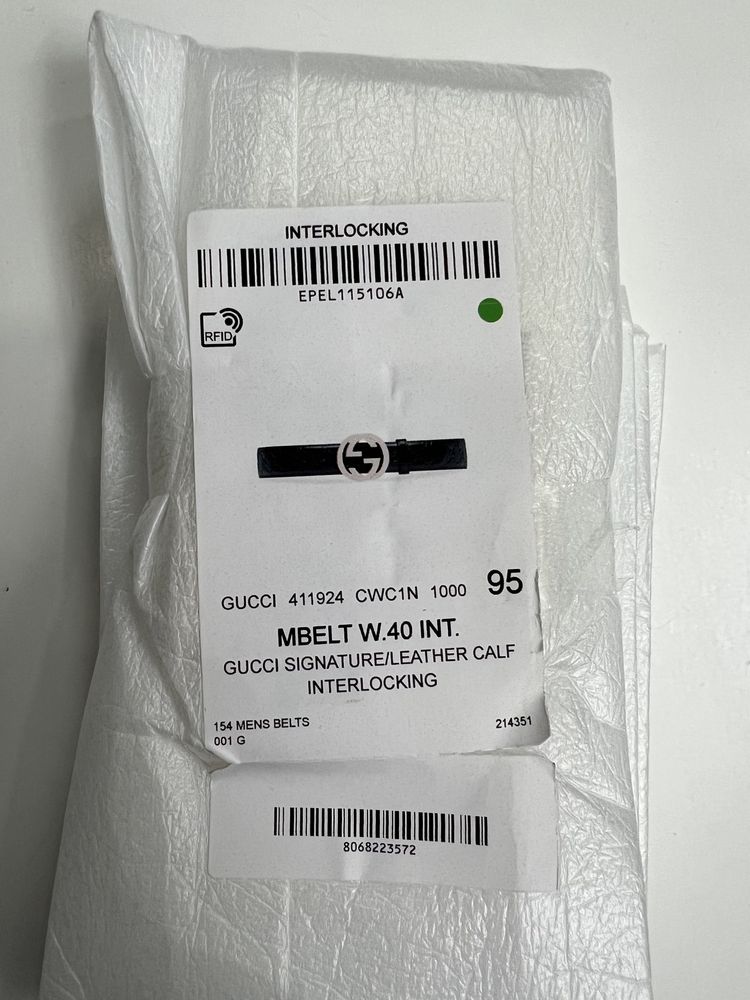 INTERLOCKING
EPEL115106A
RFID
GUCCI 411924 CWC1N 1000 95
MBELT W.40 INT.
GUCCI SIGNATURE/LEATHER CALF
INTERLOCKING
154 MENS BELTS 214351
001 G
8068223572